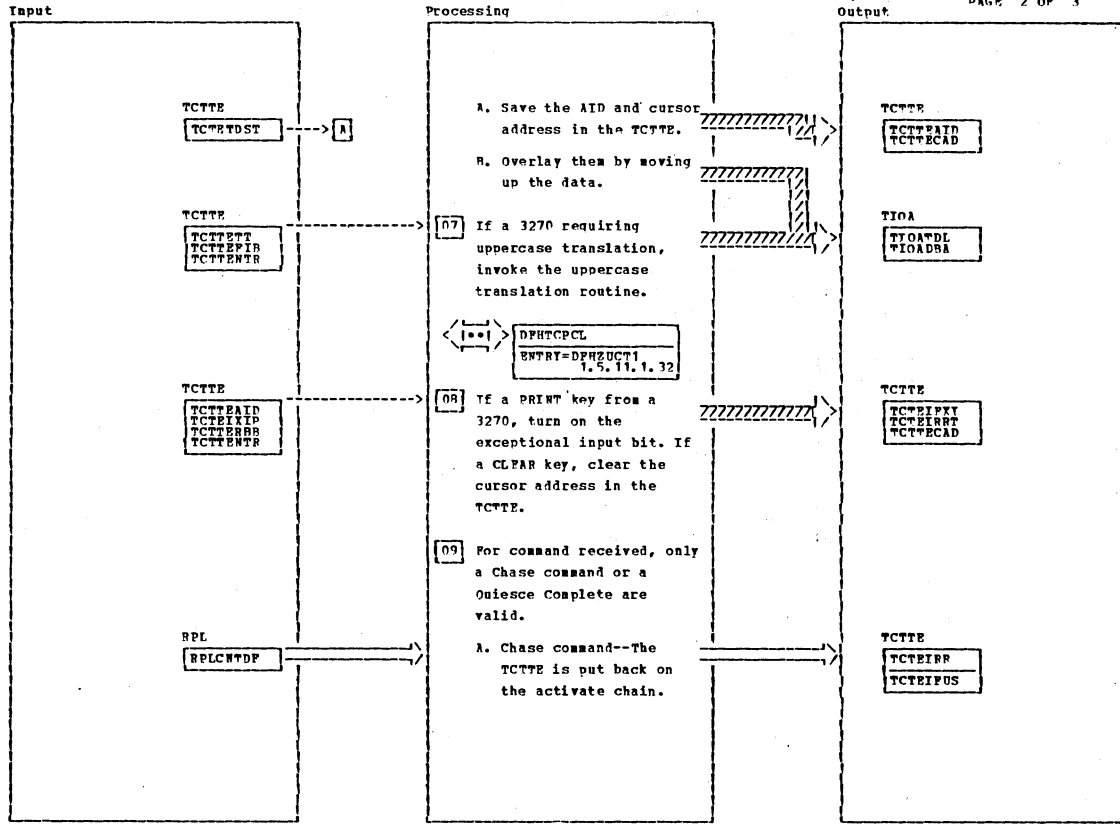 PAGE 2 OF 3
Input
Processing
Output
TCTTE
TCTETDST
A
A. Save the AID and cursor
address in the TCTTE.
TCTTE
TCTTEAID
TCTTECAD
B. Overlay them by moving
up the data.
TCTTE
TCTTETT
TCTTEFIB
TCTTENTR
07 If a 3270 requiring
uppercase translation,
invoke the uppercase
translation routine.
TIOA
TIOATDL
TIOADBA
DFHTCPCL
ENTRY=DFHZUCT1
1.5.11.1.32
TCTTE
TCTTEAID
TCTEIXIP
TCTTERBB
TCTTENTR
08 If a PRINT key from a
3270, turn on the
exceptional input bit. If
a CLEAR key, clear the
cursor address in the
TCTTE.
TCTTE
TCTEIPXY
TCTEIRRT
TCTTECAD
09 For command received, only
a Chase command or a
Quiesce Complete are
valid.
RPL
RPLCNTDF
A. Chase command--The
TCTTE is put back on
the activate chain.
TCTTE
TCTEIRR
TCTEIPUS